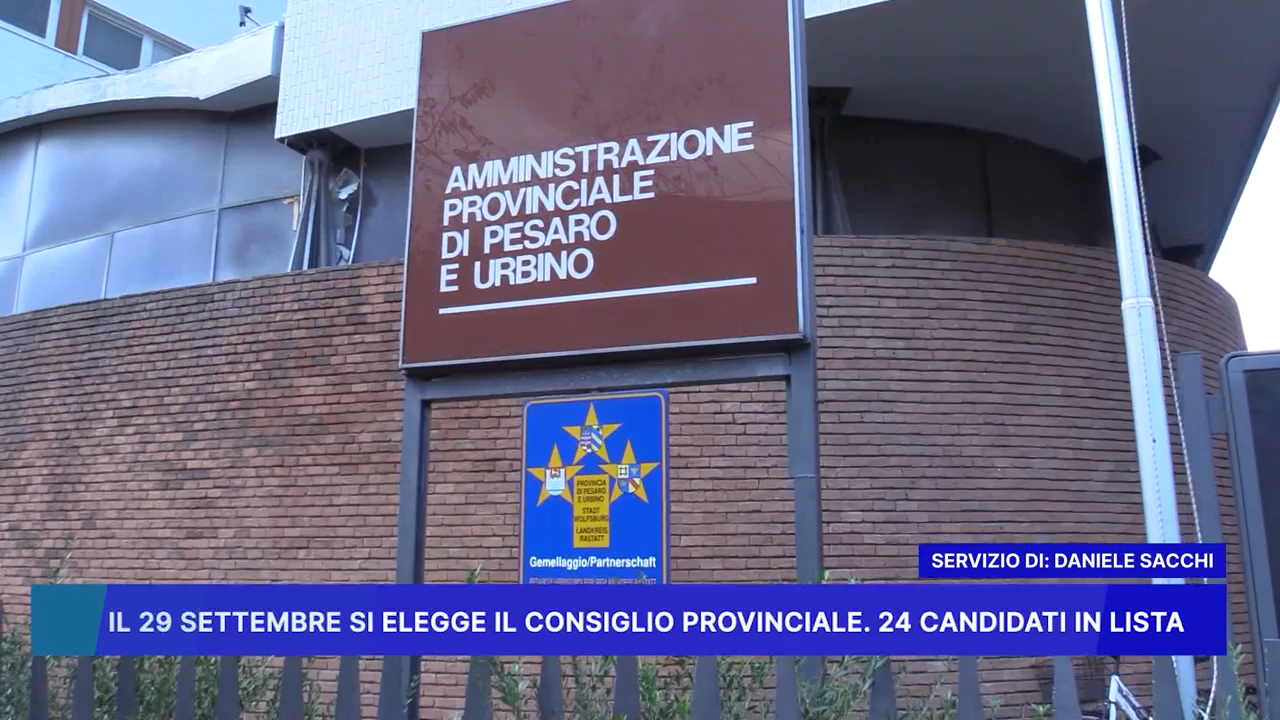 AMMINISTRAZIONE
PROVINCIALE
DI PESARO
E URBINO
PROVINCIA
DI PESARO
E URBINO
STADT
WOLFSBURG
LANDKREIS
RASTATT
Gemellaggio/Partnerschaft
SERVIZIO DI: DANIELE SACCHI
IL 29 SETTEMBRE SI ELEGGE IL CONSIGLIO PROVINCIALE. 24 CANDIDATI IN LISTA